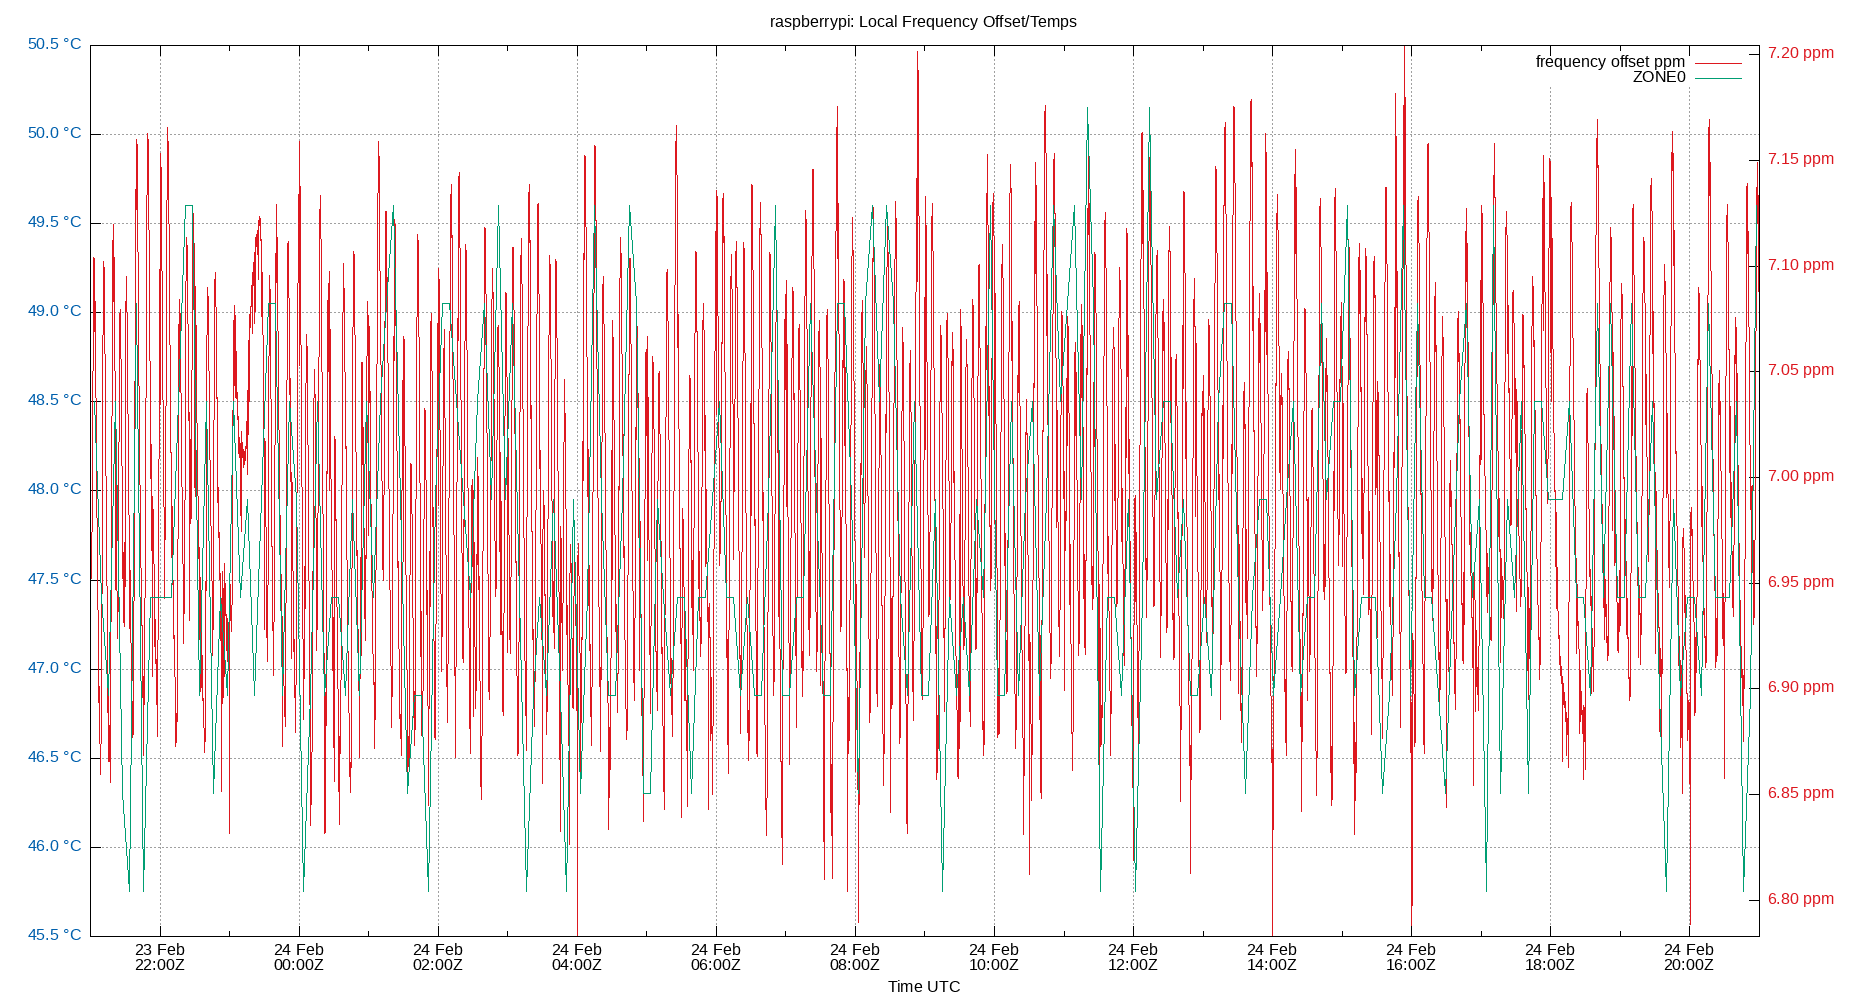 raspberrypi: Local Frequency Offset/Temps
frequency offset ppm
ZONE0
50.5 °C
50.0 °C
49.5 °C
49.0 °C
48.5 °C
48.0 °C
47.5 °C
47.0 °C
46.5 °C
46.0 °C
45.5 °C
7.20 ppm
7.15 ppm
7.10 ppm
7.05 ppm
7.00 ppm
6.95 ppm
6.90 ppm
6.85 ppm
6.80 ppm
23 Feb
22:00Z
24 Feb
00:00Z
24 Feb
02:00Z
24 Feb
04:00Z
24 Feb
06:00Z
24 Feb
08:00Z
24 Feb
10:00Z
24 Feb
12:00Z
24 Feb
14:00Z
24 Feb
16:00Z
24 Feb
18:00Z
24 Feb
20:00Z
Time UTC